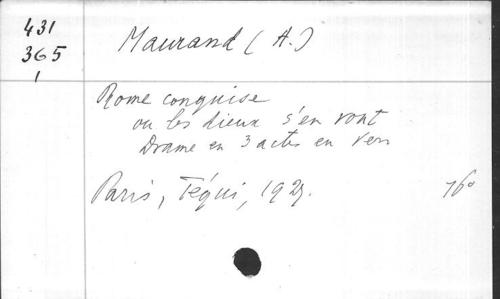 431
365
1
Maurand (A.)
Rome conquise
ou les dieux s'en vont
Drame en 3 actes en vers
Paris, Téqui, 192
16°